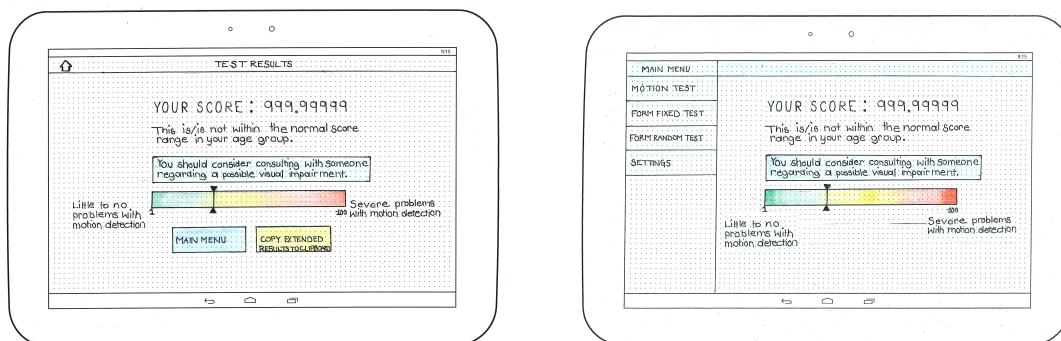 9:15
TEST RESULTS
YOUR SCORE: 999.99999
This is/is not within the normal score
range in your age group.
You should consider consulting with someone
regarding a possible visual impairment.
Little to no
problems with
motion detection
1
100
Severe problems
with motion detection
MAIN MENU
COPY EXTENDED
RESULTS TO CLIPBOARD
9:15
MAIN MENU
MOTION TEST
FORM FIXED TEST
FORM RANDOM TEST
SETTINGS
YOUR SCORE: 999.99999
This is/is not within the normal score
range in your age group.
You should consider consulting with someone
regarding a possible visual impairment.
1
100
Little to no
problems with
motion detection
Severe problems
with motion detection